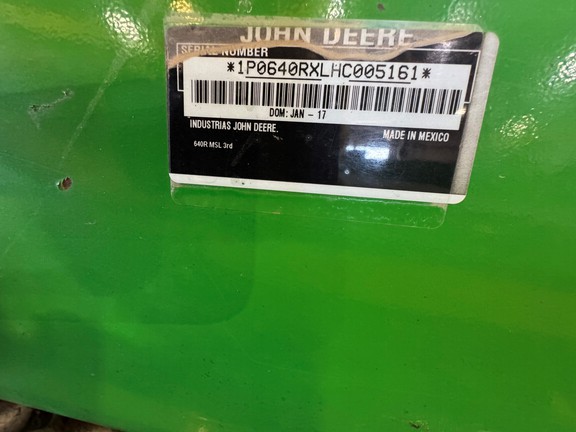 JOHN DEERE
SERIAL NUMBER
*1P0640RXLHC005161*
DOM: JAN - 17
INDUSTRIAS JOHN DEERE.
MADE IN MEXICO
640R MSL 3rd